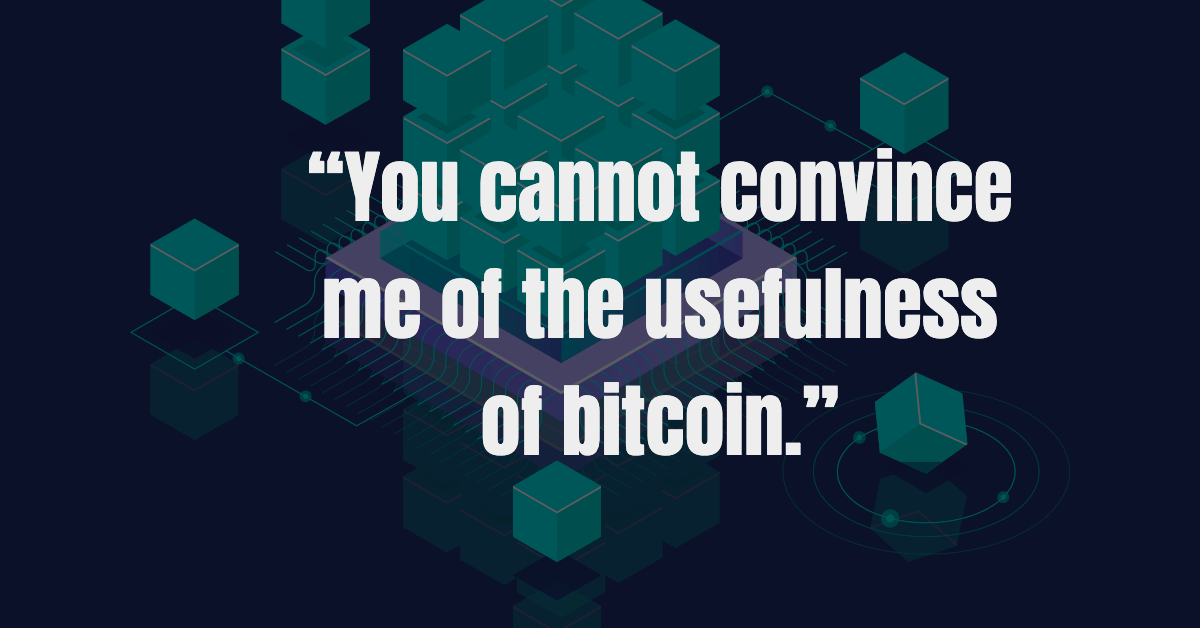 “You cannot convince
me of the usefulness
of bitcoin.”